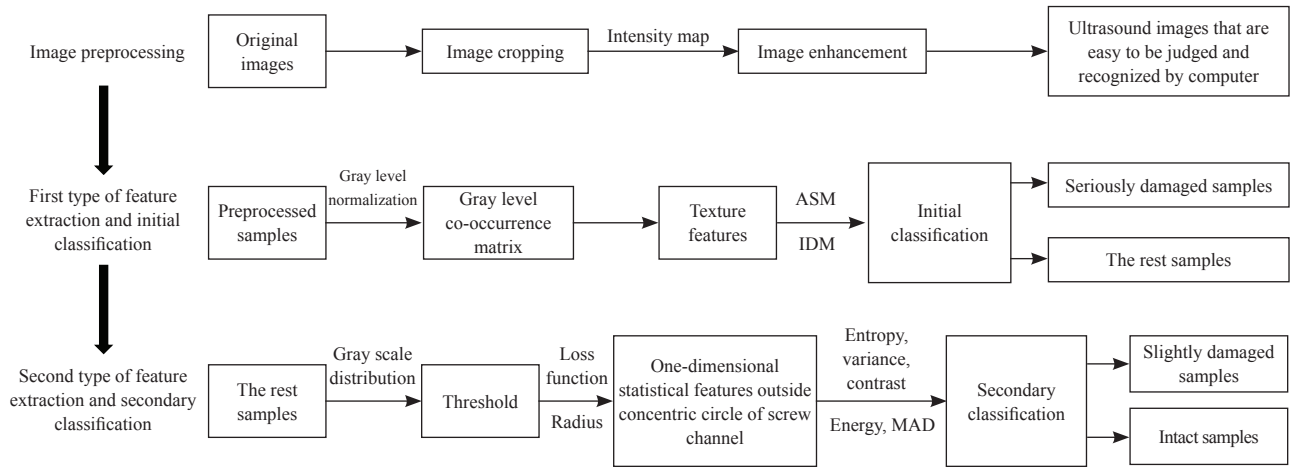 Image preprocessing
Original
images
Image cropping
Intensity map
Image enhancement
Ultrasound images that are
easy to be judged and
recognized by computer
First type of feature
extraction and initial
classification
Preprocessed
samples
Gray level
normalization
Gray level
co-occurrence
matrix
Texture
features
ASM
IDM
Initial
classification
Seriously damaged samples
The rest samples
Second type of feature
extraction and secondary
classification
The rest
samples
Gray scale
distribution
Threshold
Loss
function
Radius
One-dimensional
statistical features outside
concentric circle of screw
channel
Entropy,
variance,
contrast
Energy, MAD
Secondary
classification
Slightly damaged
samples
Intact samples